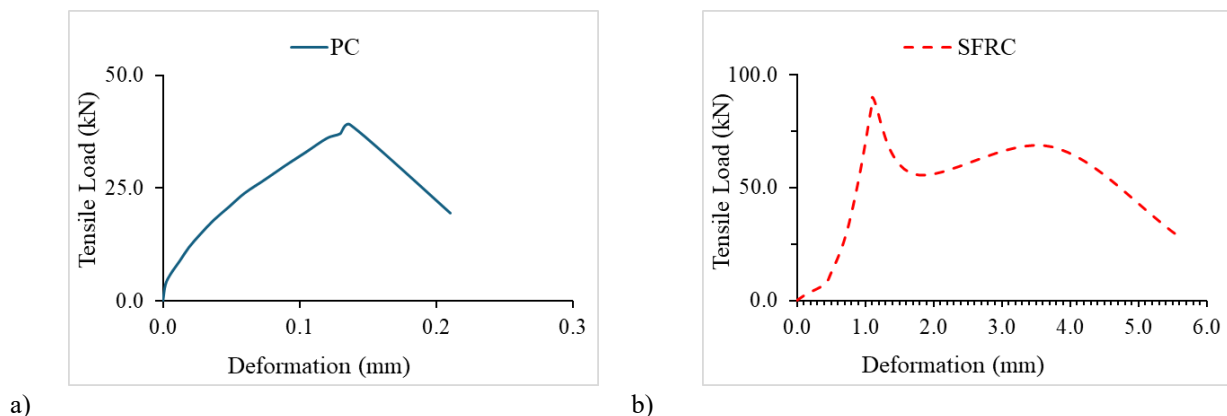 PC
50.0
25.0
0.0
0.0 0.1 0.2 0.3
Tensile Load (kN)
Deformation (mm)
a)
SFRC
100.0
50.0
0.0
0.0 1.0 2.0 3.0 4.0 5.0 6.0
Tensile Load (kN)
Deformation (mm)
b)